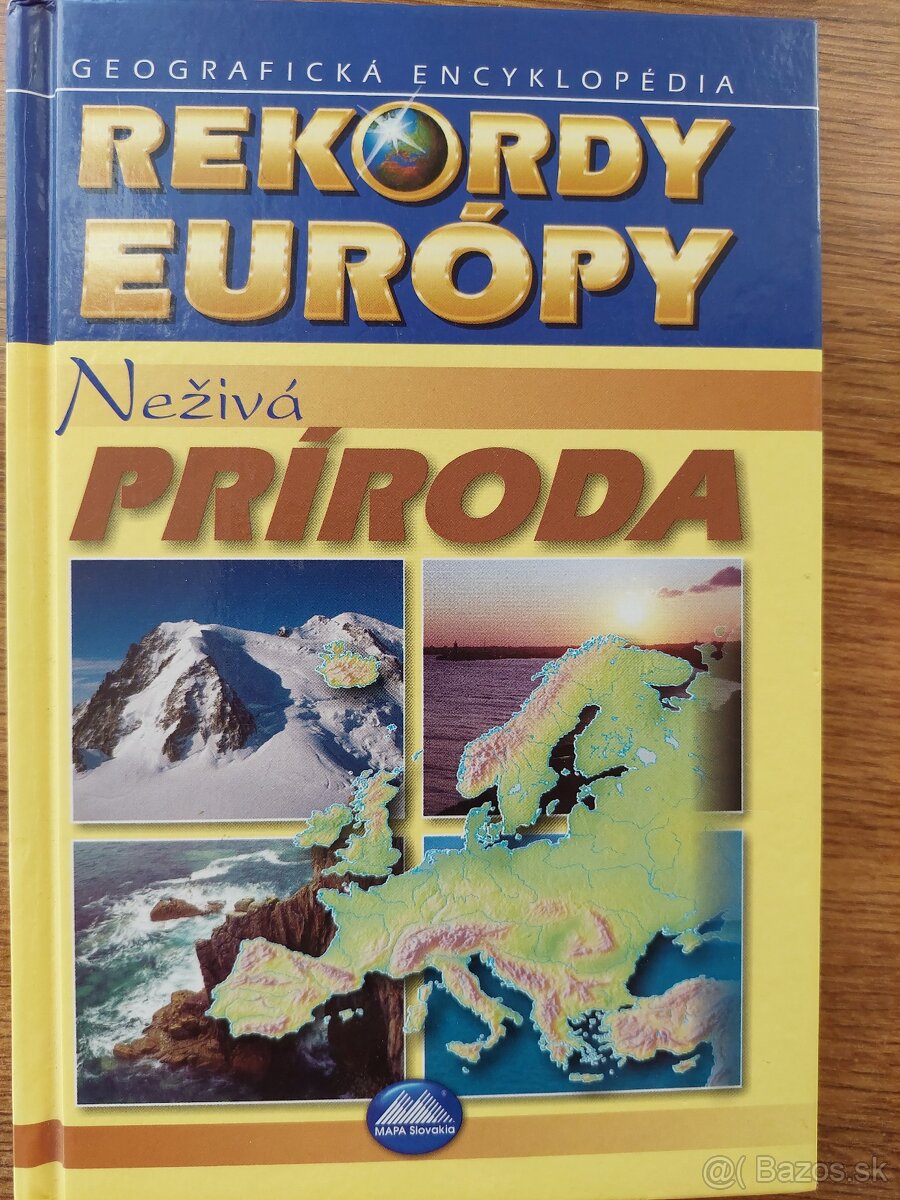 GEOGRAFICKÁ ENCYKLOPÉDIA
REKORDY
EURÓPY
Neživá
PRÍRODA
MAPA Slovakia
@( Bazos.sk